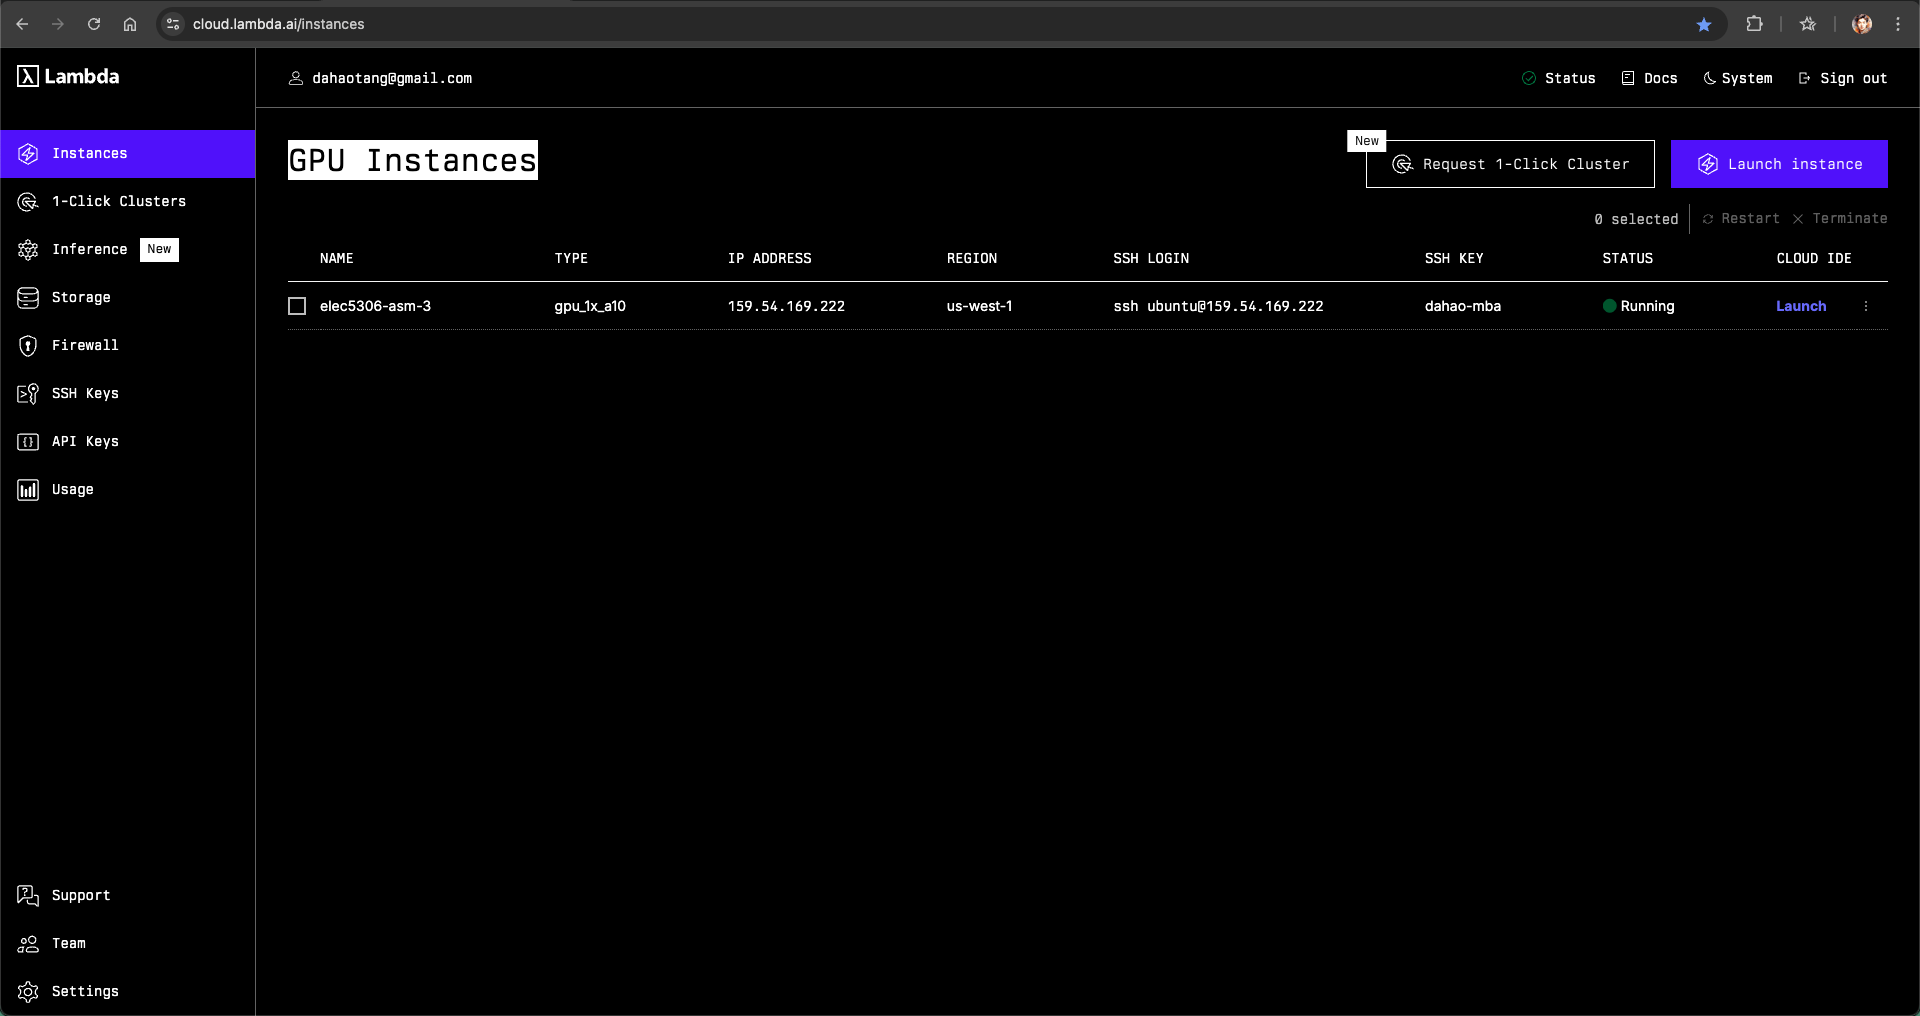 cloud.lambda.ai/instances
Lambda
dahaotang@gmail.com
Status
Docs
System
Sign out
Instances
1-Click Clusters
Inference New
Storage
Firewall
SSH Keys
API Keys
Usage
Support
Team
Settings
GPU Instances
New
Request 1-Click Cluster
Launch instance
0 selected
Restart
Terminate
NAME TYPE IP ADDRESS REGION SSH LOGIN SSH KEY STATUS CLOUD IDE
elec5306-asm-3 gpu_1x_a10 159.54.169.222 us-west-1 ssh ubuntu@159.54.169.222 dahao-mba Running Launch